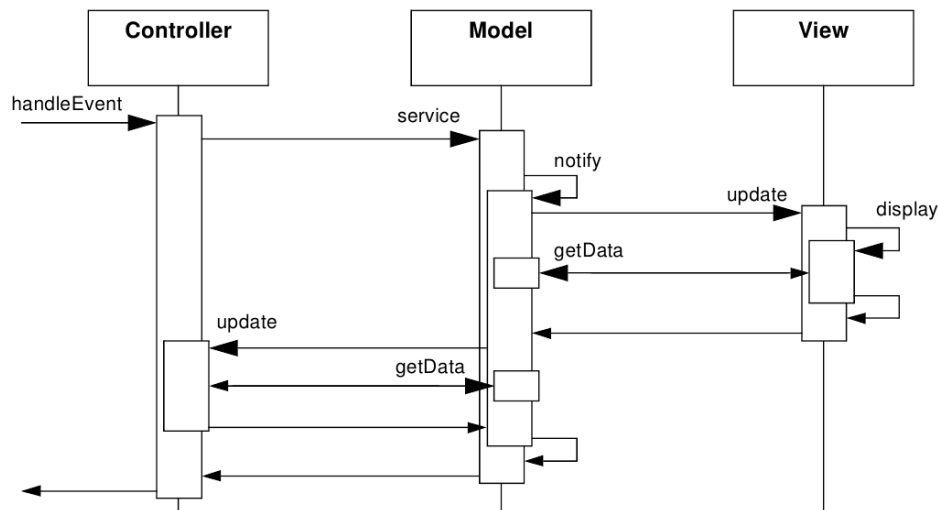 Controller
Model
View
handleEvent
service
notify
update
display
getData
update
getData